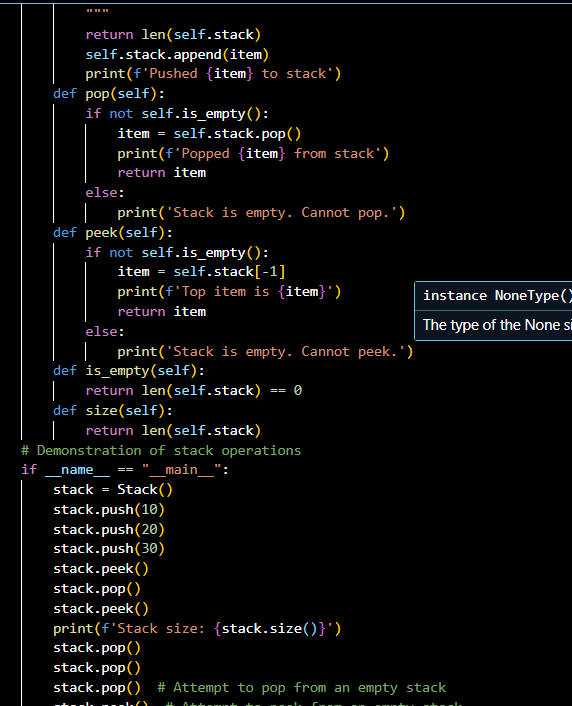 """
return len(self.stack)
self.stack.append(item)
print(f'Pushed {item} to stack')
def pop(self):
if not self.is_empty():
item = self.stack.pop()
print(f'Popped {item} from stack')
return item
else:
print('Stack is empty. Cannot pop.')
def peek(self):
if not self.is_empty():
item = self.stack[-1]
print(f'Top item is {item}')
return item
else:
print('Stack is empty. Cannot peek.')
def is_empty(self):
return len(self.stack) == 0
def size(self):
return len(self.stack)
# Demonstration of stack operations
if __name__ == "__main__":
stack = Stack()
stack.push(10)
stack.push(20)
stack.push(30)
stack.peek()
stack.pop()
stack.peek()
print(f'Stack size: {stack.size()}')
stack.pop()
stack.pop()
stack.pop()  # Attempt to pop from an empty stack
stack.peek()  # Attempt to peek from an empty stack
instance NoneType()
The type of the None si